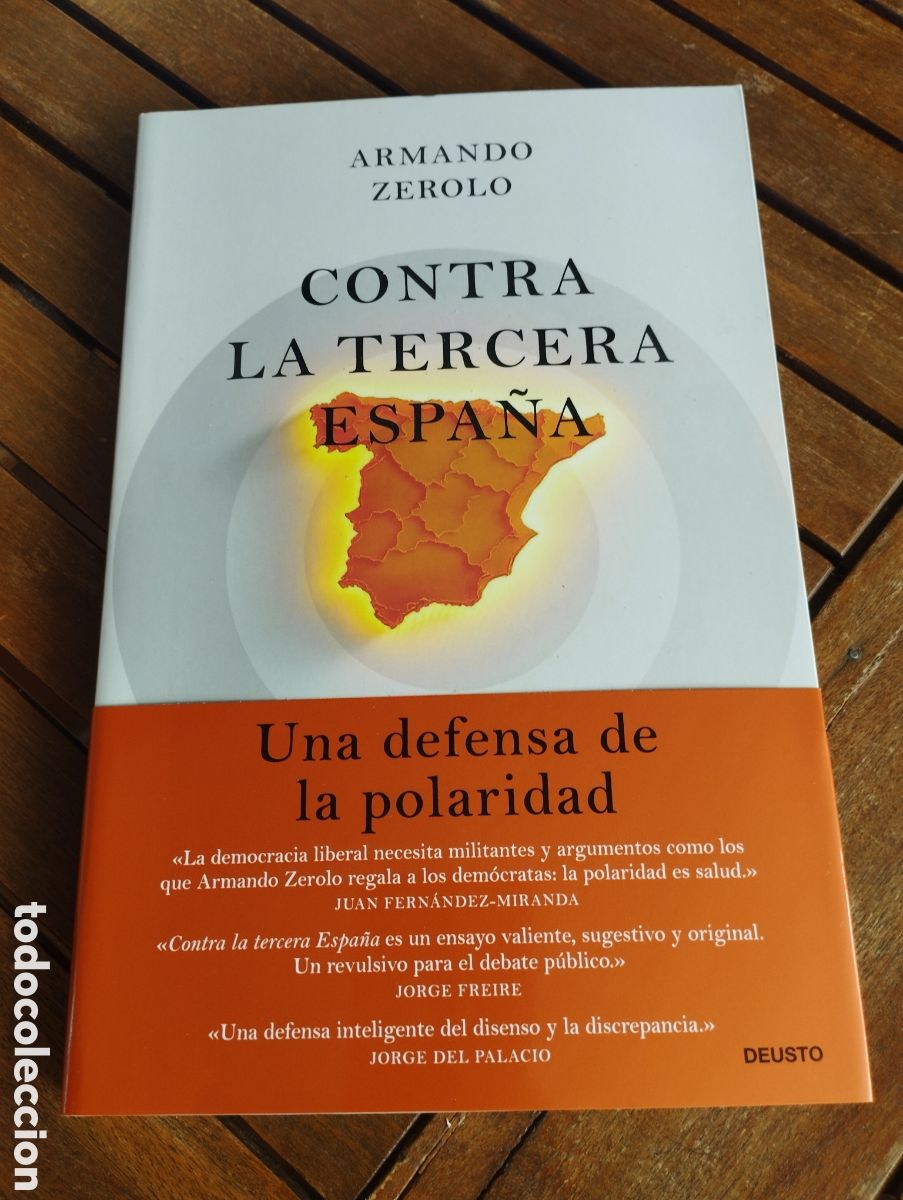 ARMANDO
ZEROLO
CONTRA
LA TERCERA
ESPAÑA
Una defensa de
la polaridad
«La democracia liberal necesita militantes y argumentos como los
que Armando Zerolo regala a los demócratas: la polaridad es salud.»
JUAN FERNÁNDEZ-MIRANDA
«Contra la tercera España es un ensayo valiente, sugestivo y original.
Un revulsivo para el debate público.»
JORGE FREIRE
«Una defensa inteligente del disenso y la discrepancia.»
JORGE DEL PALACIO
DEUSTO
todocoleccion